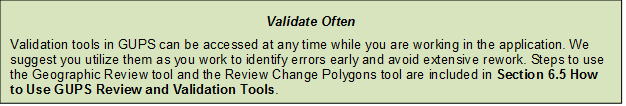 Validate Often
Validation tools in GUPS can be accessed at any time while you are working in the application. We
suggest you utilize them as you work to identify errors early and avoid extensive rework. Steps to use
the Geographic Review tool and the Review Change Polygons tool are included in Section 6.5 How
to Use GUPS Review and Validation Tools.